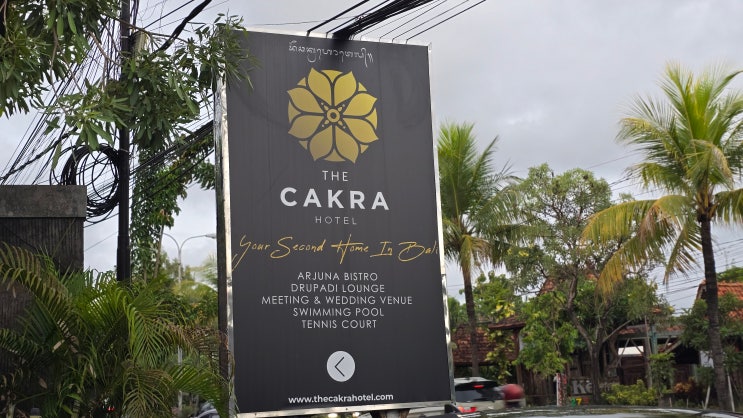 THE
CAKRA
HOTEL
Your Second Home In Bali
ARJUNA BISTRO
DRUPADI LOUNGE
MEETING & WEDDING VENUE
SWIMMING POOL
TENNIS COURT
www.thecakrahotel.com